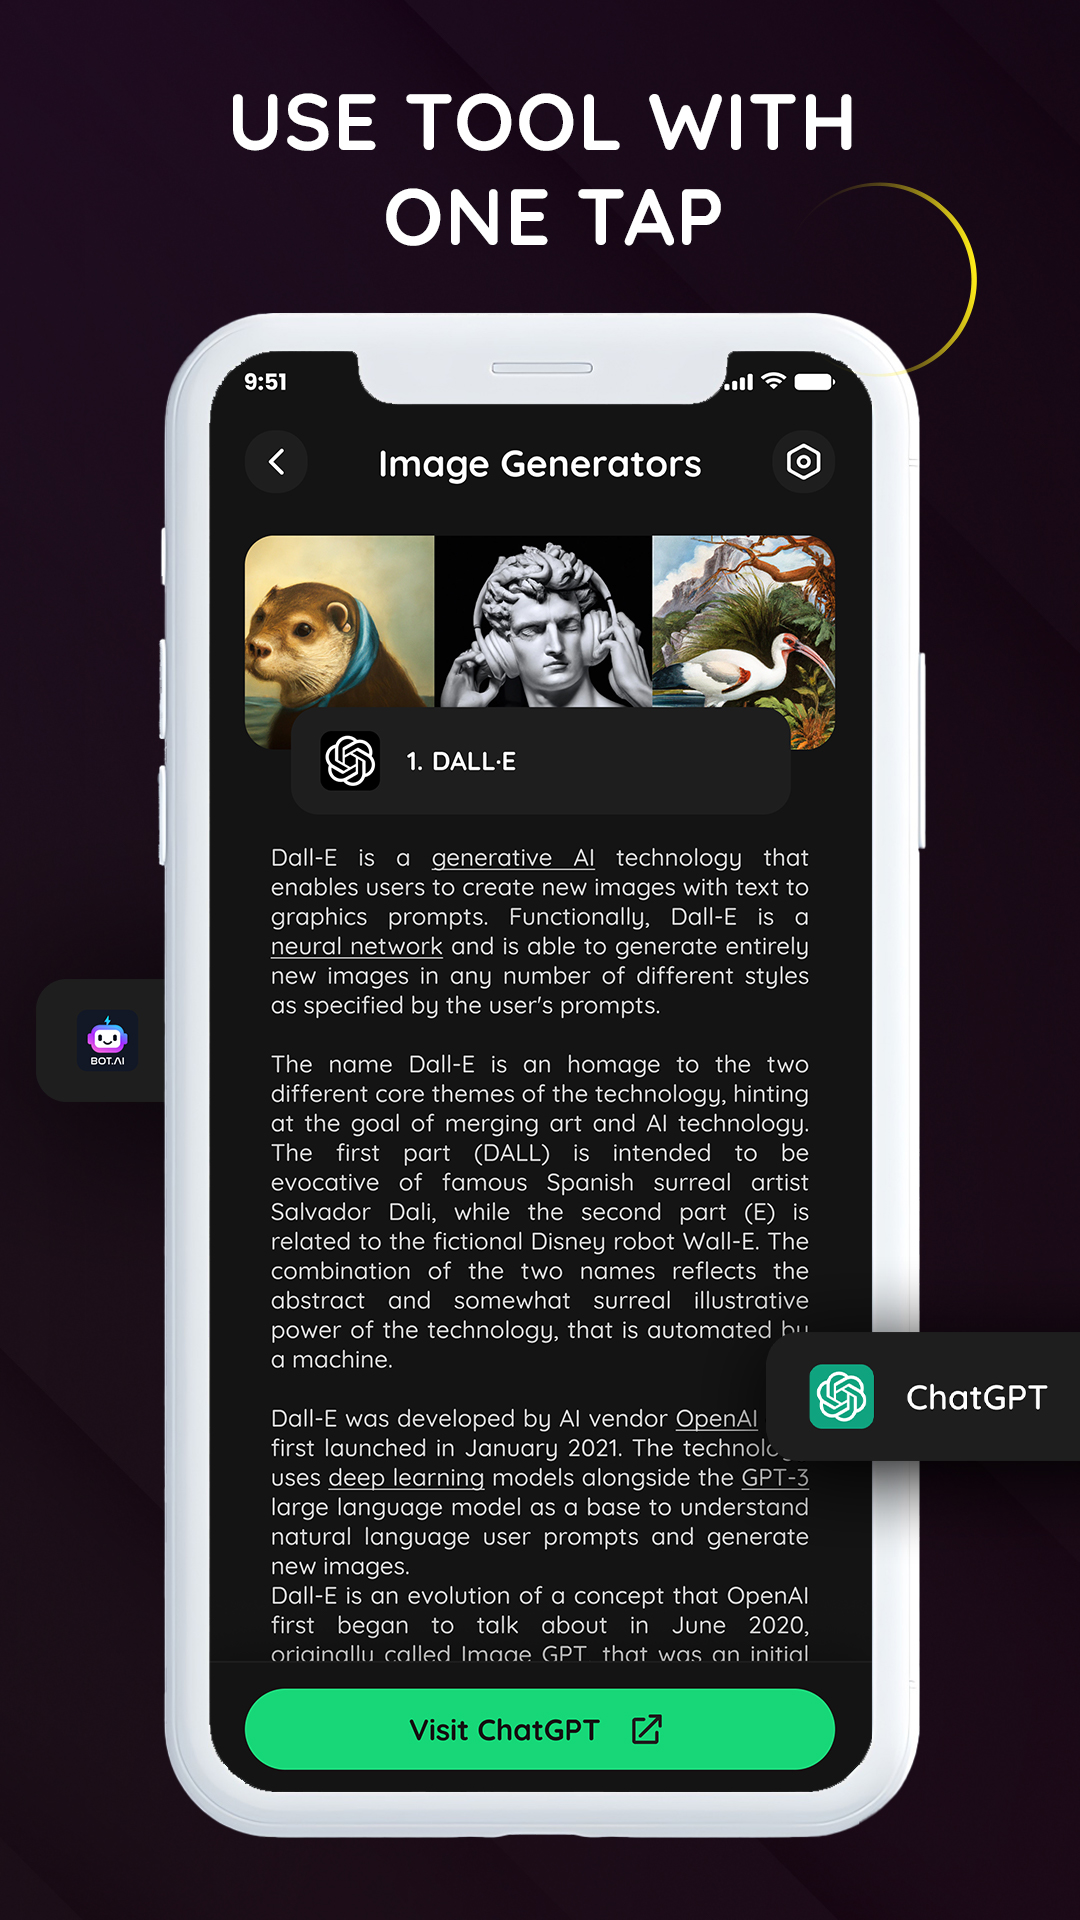 USE TOOL WITH
ONE TAP
9:51
Image Generators
1. DALL·E
Dall-E is a generative AI technology that
enables users to create new images with text to
graphics prompts. Functionally, Dall-E is a
neural network and is able to generate entirely
new images in any number of different styles
as specified by the user's prompts.
BOT.AI
The name Dall-E is an homage to the two
different core themes of the technology, hinting
at the goal of merging art and AI technology.
The first part (DALL) is intended to be
evocative of famous Spanish surreal artist
Salvador Dali, while the second part (E) is
related to the fictional Disney robot Wall-E. The
combination of the two names reflects the
abstract and somewhat surreal illustrative
power of the technology, that is automated by
a machine.
ChatGPT
Dall-E was developed by AI vendor OpenAI
first launched in January 2021. The technology
uses deep learning models alongside the GPT-3
large language model as a base to understand
natural language user prompts and generate
new images.
Dall-E is an evolution of a concept that OpenAI
first began to talk about in June 2020,
originally called Image GPT, that was an initial
Visit ChatGPT